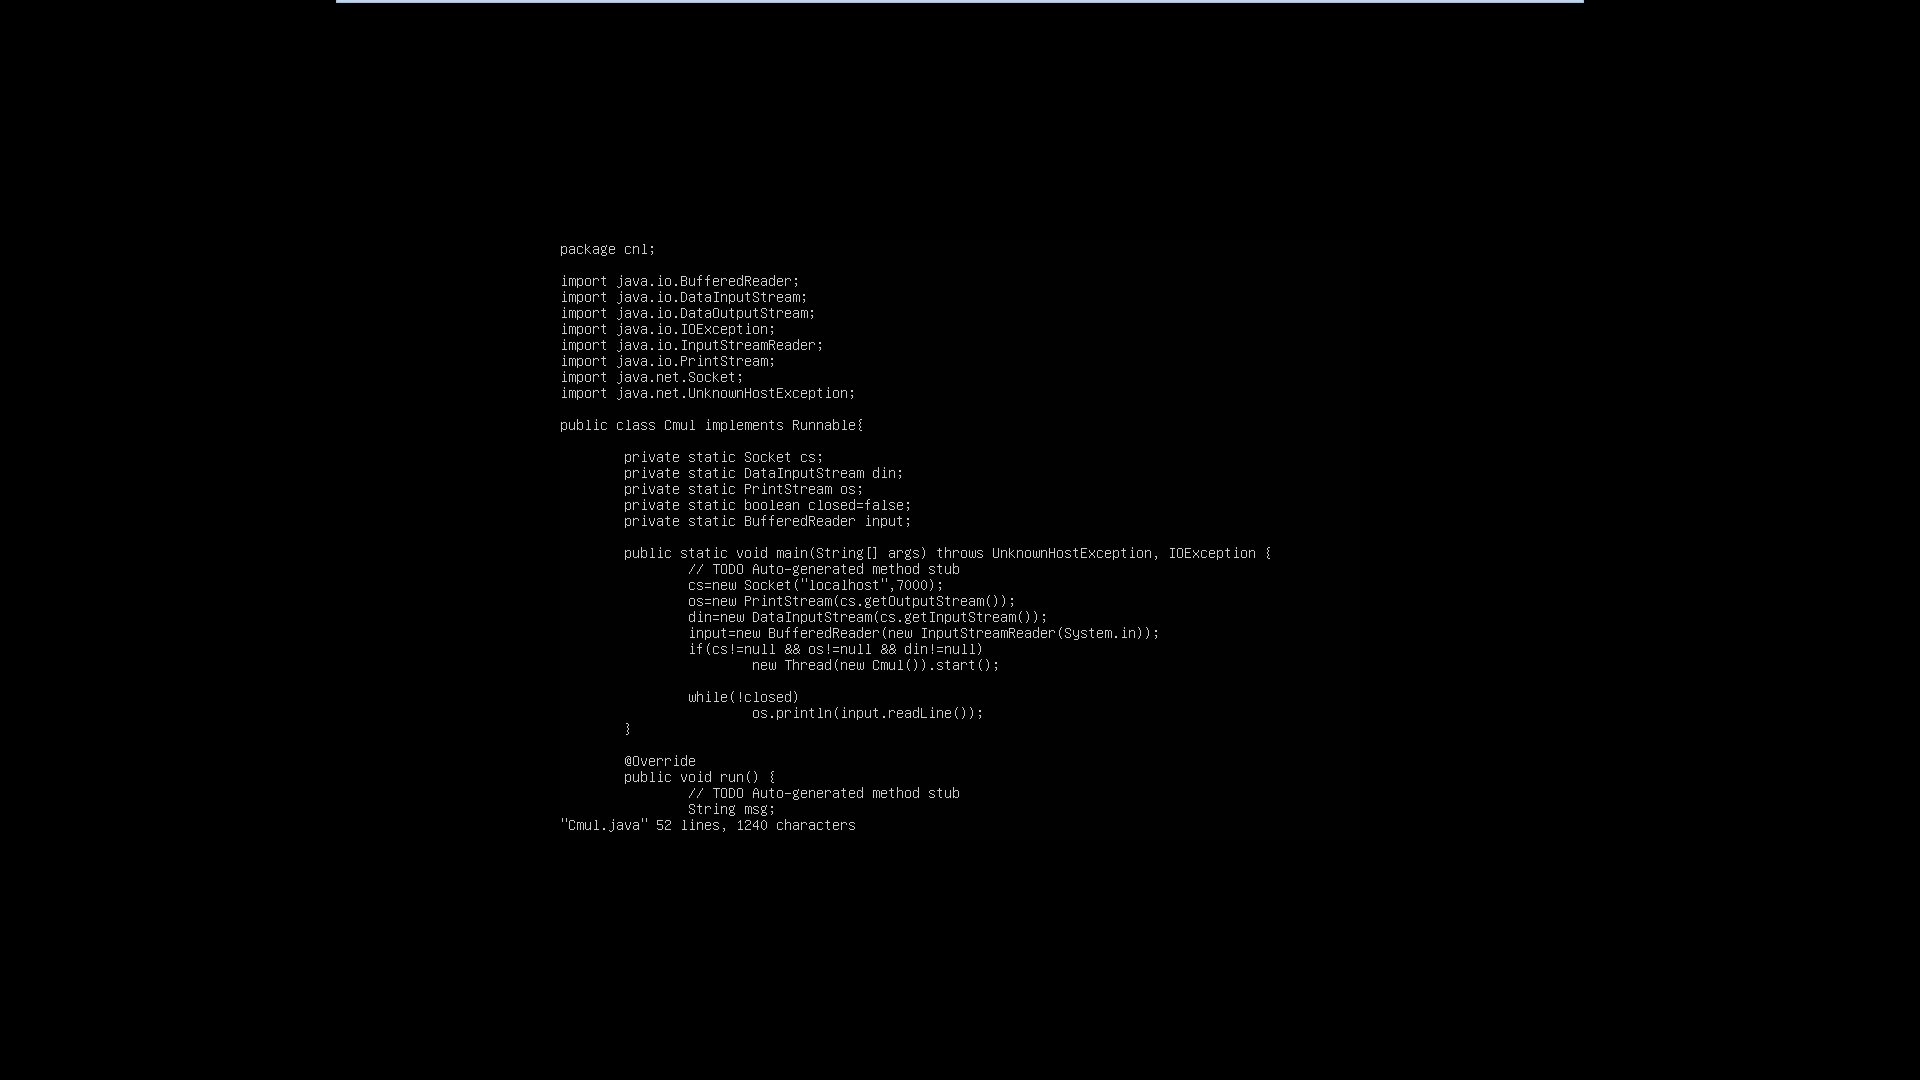 package cnl;

import java.io.BufferedReader;
import java.io.DataInputStream;
import java.io.DataOutputStream;
import java.io.IOException;
import java.io.InputStreamReader;
import java.io.PrintStream;
import java.net.Socket;
import java.net.UnknownHostException;

public class Cmul implements Runnable{

        private static Socket cs;
        private static DataInputStream din;
        private static PrintStream os;
        private static boolean closed=false;
        private static BufferedReader input;

        public static void main(String[] args) throws UnknownHostException, IOException {
                // TODO Auto-generated method stub
                cs=new Socket("localhost",7000);
                os=new PrintStream(cs.getOutputStream());
                din=new DataInputStream(cs.getInputStream());
                input=new BufferedReader(new InputStreamReader(System.in));
                if(cs!=null && os!=null && din!=null)
                        new Thread(new Cmul()).start();

                while(!closed)
                        os.println(input.readLine());
        }

        @Override
        public void run() {
                // TODO Auto-generated method stub
                String msg;
"Cmul.java" 52 lines, 1240 characters